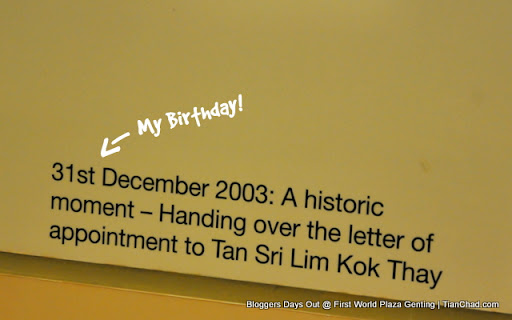 My Birthday!
31st December 2003: A historic
moment – Handing over the letter of
appointment to Tan Sri Lim Kok Thay
Bloggers Days Out @ First World Plaza Genting | TianChad.com